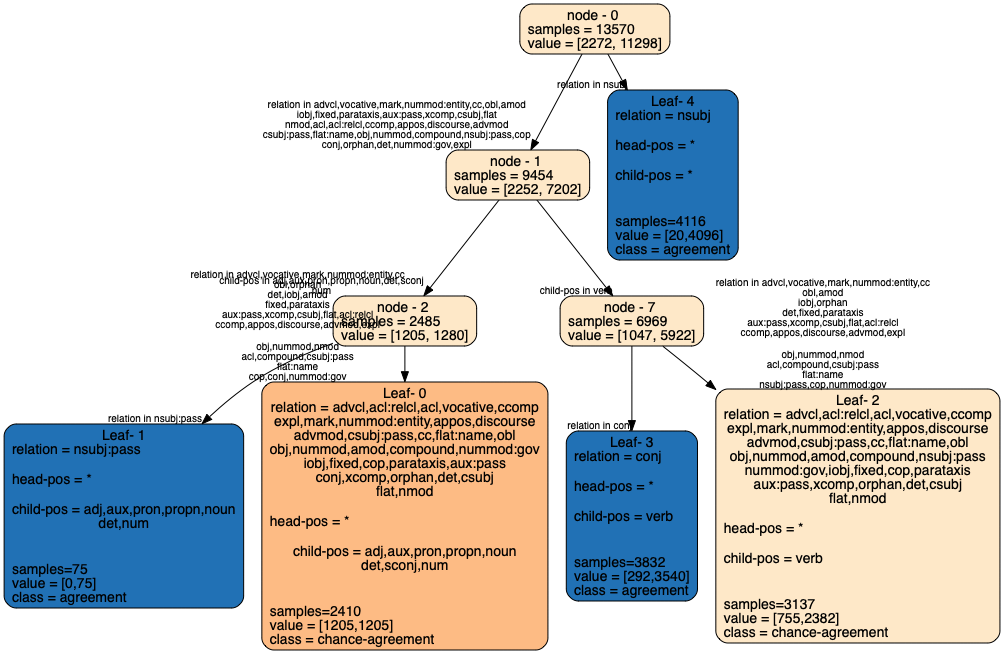 node - 0
samples = 13570
value = [2272, 11298]
relation in nsubj
Leaf- 4
relation = nsubj
head-pos = *
child-pos = *
samples=4116
value = [20,4096]
class = agreement
relation in advcl,vocative,mark,nummod:entity,cc,obl,amod
iobj,fixed,parataxis,aux:pass,xcomp,csubj,flat
nmod,acl,acl:relcl,ccomp,appos,discourse,advmod
csubj:pass,flat:name,obj,nummod,compound,nsubj:pass,cop
conj,orphan,det,nummod:gov,expl
node - 1
samples = 9454
value = [2252, 7202]
relation in advcl,vocative,mark,nummod:entity,cc
obl,orphan
det,iobj,amod
fixed,parataxis
aux:pass,xcomp,csubj,flat,acl:relcl
ccomp,appos,discourse,advmod,expl
obj,nummod,nmod
acl,compound,csubj:pass
flat:name
cop,conj,nummod:gov
child-pos in adj,aux,pron,propn,noun,det,sconj
num
node - 2
samples = 2485
value = [1205, 1280]
child-pos in verb
node - 7
samples = 6969
value = [1047, 5922]
relation in advcl,vocative,mark,nummod:entity,cc
obl,amod
iobj,orphan
det,fixed,parataxis
aux:pass,xcomp,csubj,flat,acl:relcl
ccomp,appos,discourse,advmod,expl
obj,nummod,nmod
acl,compound,csubj:pass
flat:name
nsubj:pass,cop,nummod:gov
relation in nsubj:pass
Leaf- 1
relation = nsubj:pass
head-pos = *
child-pos = adj,aux,pron,propn,noun
det,num
samples=75
value = [0,75]
class = agreement
Leaf- 0
relation = advcl,acl:relcl,acl,vocative,ccomp
expl,mark,nummod:entity,appos,discourse
advmod,csubj:pass,cc,flat:name,obl
obj,nummod,amod,compound,nummod:gov
iobj,fixed,cop,parataxis,aux:pass
conj,xcomp,orphan,det,csubj
flat,nmod
head-pos = *
child-pos = adj,aux,pron,propn,noun
det,sconj,num
samples=2410
value = [1205,1205]
class = chance-agreement
relation in conj
Leaf- 3
relation = conj
head-pos = *
child-pos = verb
samples=3832
value = [292,3540]
class = agreement
Leaf- 2
relation = advcl,acl:relcl,acl,vocative,ccomp
expl,mark,nummod:entity,appos,discourse
advmod,csubj:pass,cc,flat:name,obl
obj,nummod,amod,compound,nsubj:pass
nummod:gov,iobj,fixed,cop,parataxis
aux:pass,xcomp,orphan,det,csubj
flat,nmod
head-pos = *
child-pos = verb
samples=3137
value = [755,2382]
class = chance-agreement